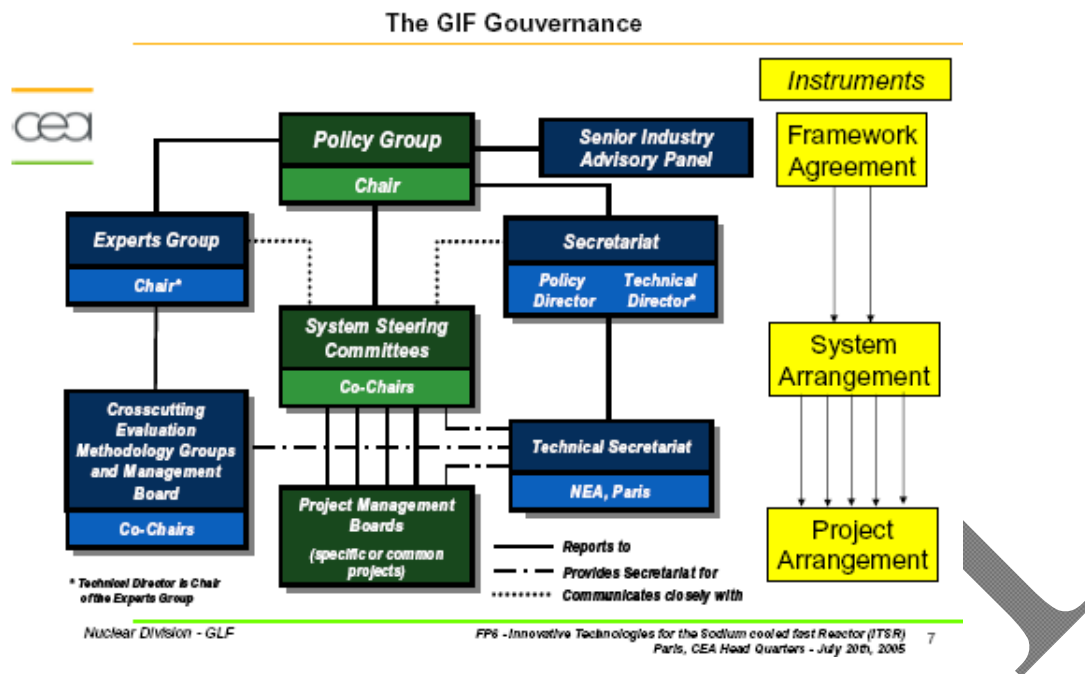 The GIF Gouvernance
cea
Instruments
Policy Group
Chair
Senior Industry
Advisory Panel
Framework
Agreement
Experts Group
Chair*
Secretariat
Policy
Director
Technical
Director*
System Steering
Committees
Co-Chairs
System
Arrangement
Crosscutting
Evaluation
Methodology Groups
and Management
Board
Co-Chairs
Technical Secretariat
NEA, Paris
Project Management
Boards
(specific or common
projects)
Project
Arrangement
Reports to
Provides Secretariat for
Communicates closely with
* Technical Director is Chair
of the Experts Group
Nuclear Division - GLF
FP6 - Innovative Technologies for the Sodium cooled fast Reactor (ITSR)
Paris, CEA Head Quarters - July 20th, 2005
7